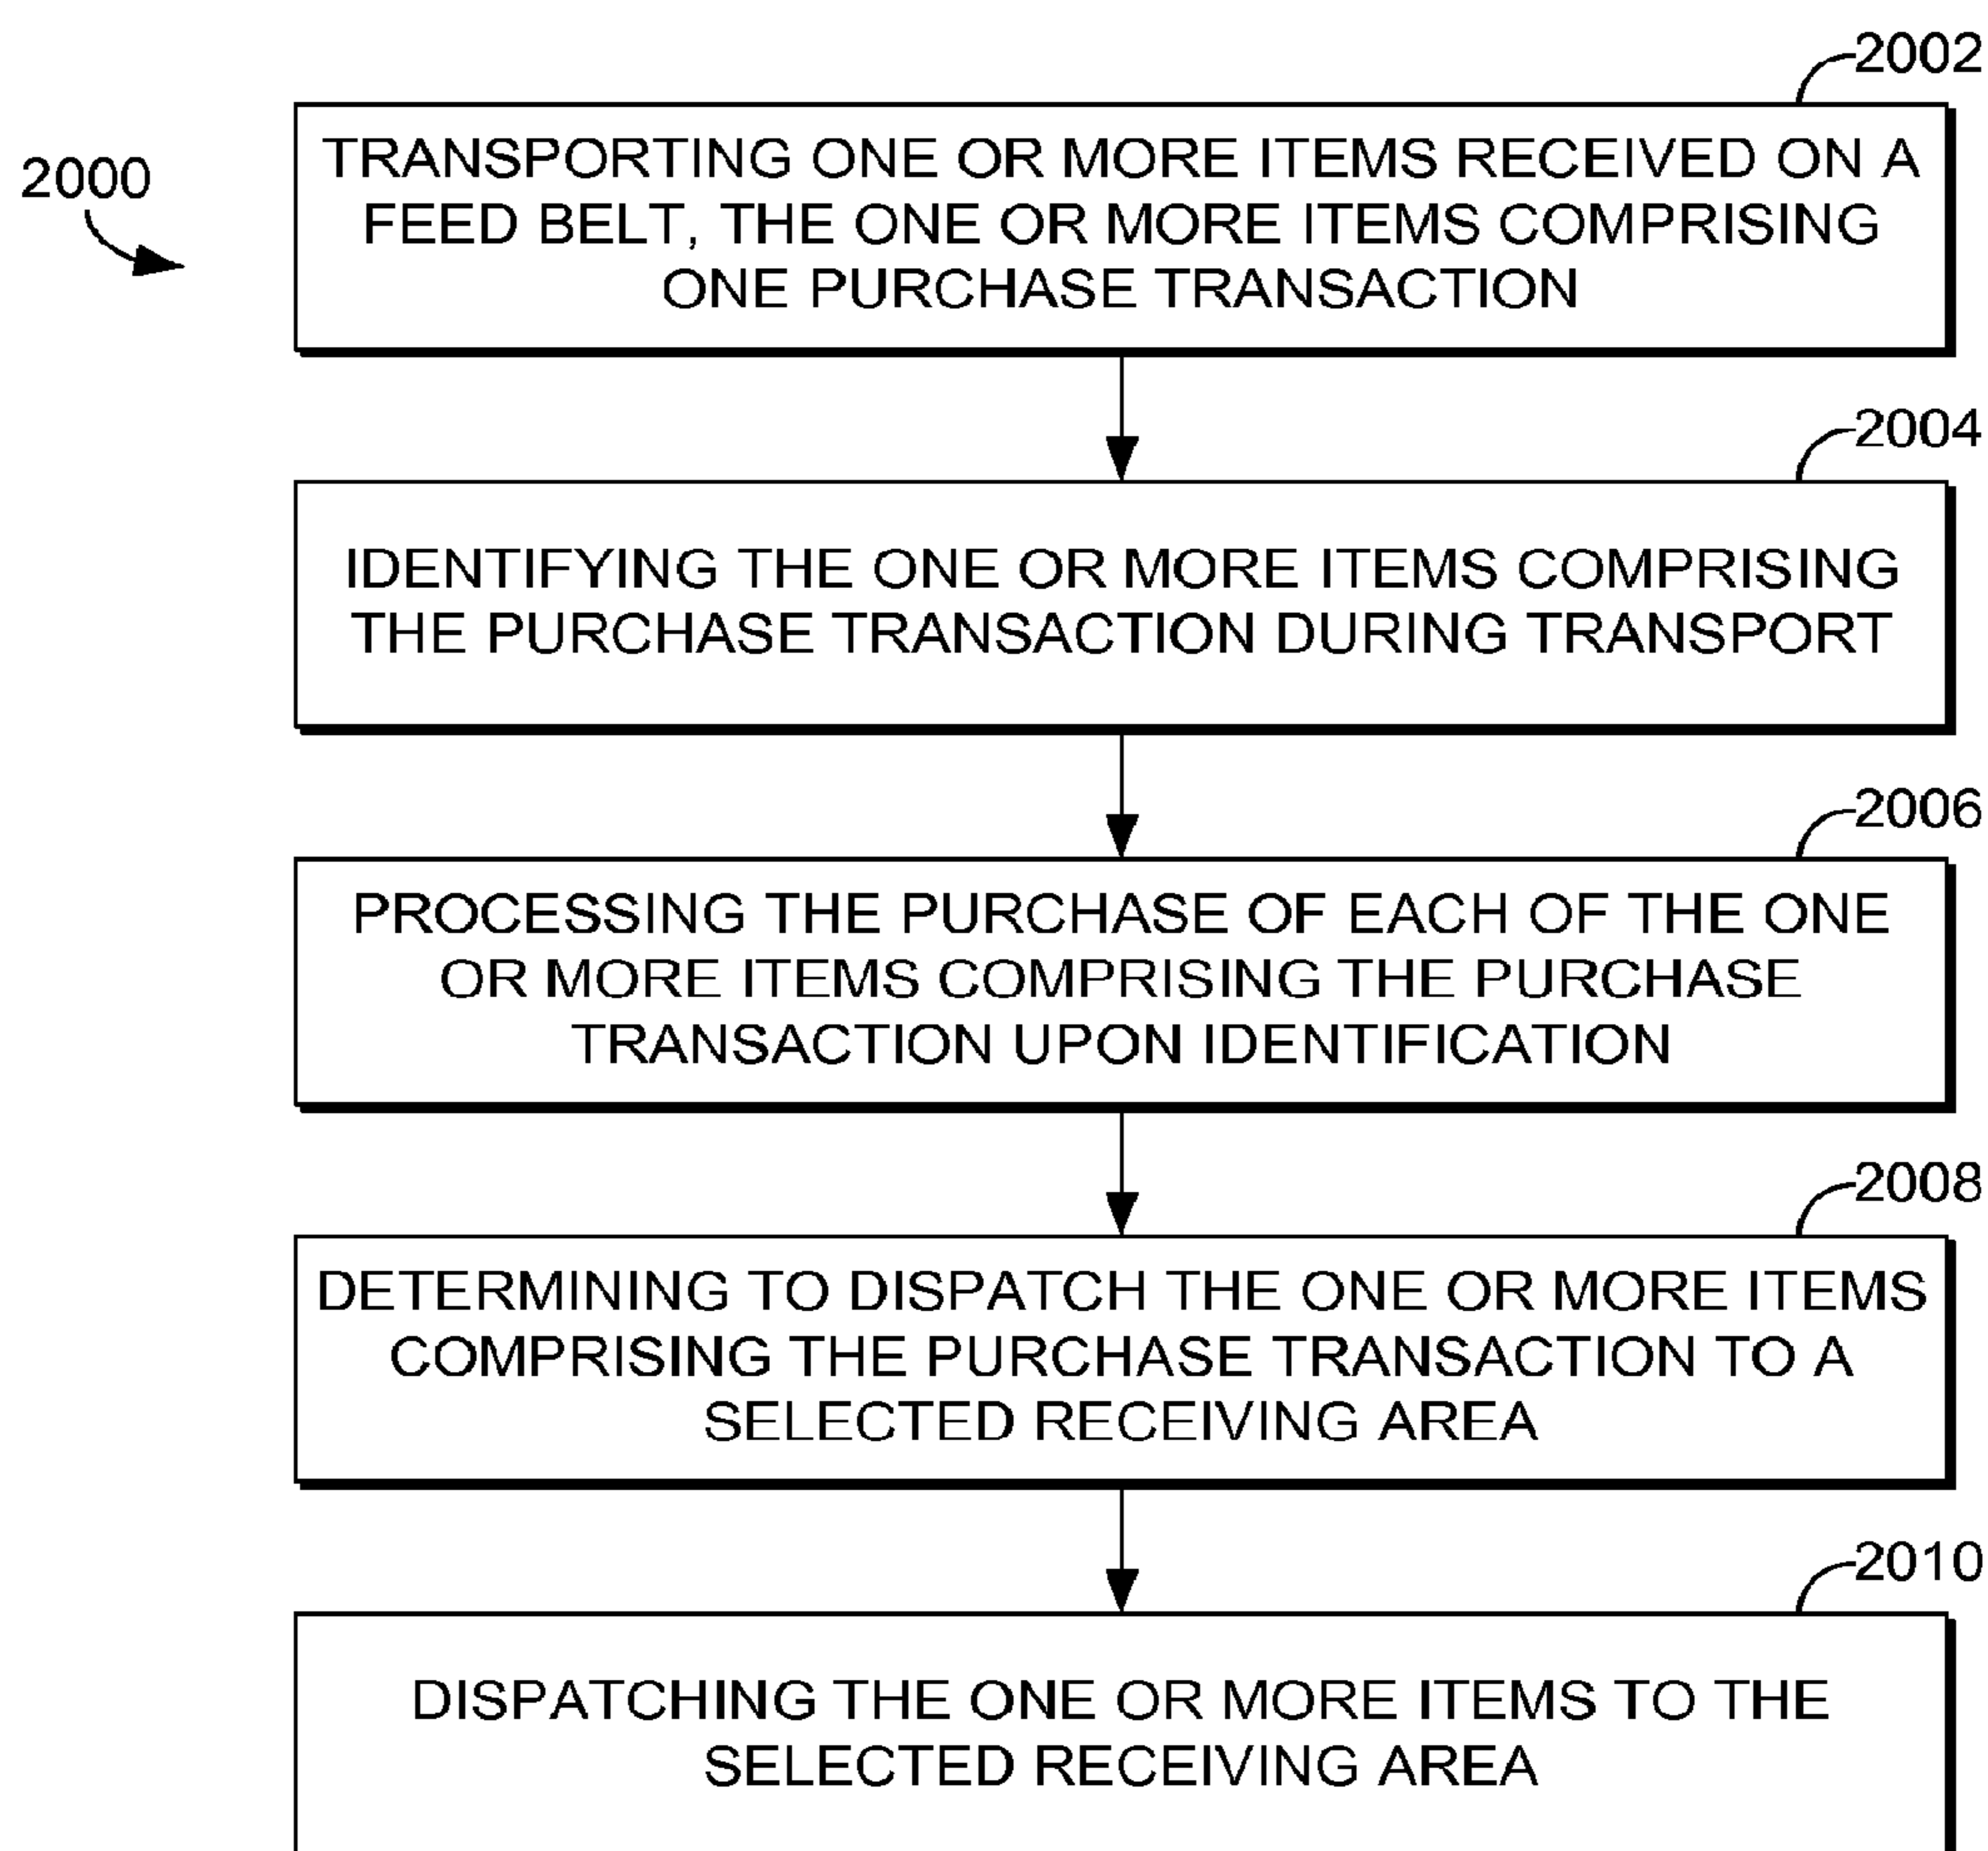 2000
2002
TRANSPORTING ONE OR MORE ITEMS RECEIVED ON A
FEED BELT, THE ONE OR MORE ITEMS COMPRISING
ONE PURCHASE TRANSACTION
2004
IDENTIFYING THE ONE OR MORE ITEMS COMPRISING
THE PURCHASE TRANSACTION DURING TRANSPORT
2006
PROCESSING THE PURCHASE OF EACH OF THE ONE
OR MORE ITEMS COMPRISING THE PURCHASE
TRANSACTION UPON IDENTIFICATION
2008
DETERMINING TO DISPATCH THE ONE OR MORE ITEMS
COMPRISING THE PURCHASE TRANSACTION TO A
SELECTED RECEIVING AREA
2010
DISPATCHING THE ONE OR MORE ITEMS TO THE
SELECTED RECEIVING AREA